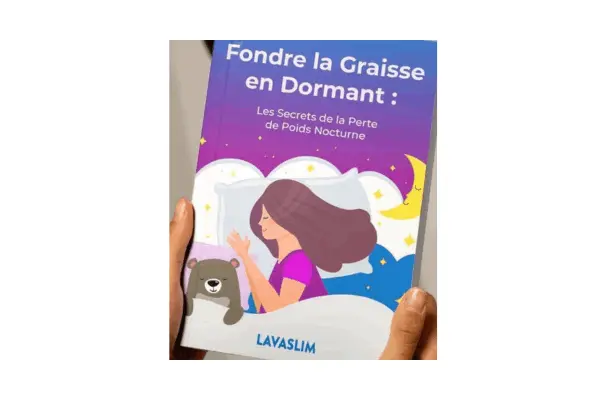 Fondre la Graisse
en Dormant :
Les Secrets de la Perte
de Poids Nocturne
LAVASLIM